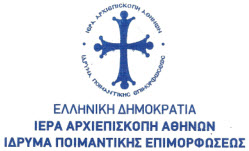 ΙΕΡΑ ΑΡΧΙΕΠΙΣΚΟΠΗ ΑΘΗΝΩΝ
ΙΔΡΥΜΑ ΠΟΙΜΑΝΤΙΚΗΣ ΕΠΙΜΟΡΦΩΣΕΩΣ
ΕΛΛΗΝΙΚΗ ΔΗΜΟΚΡΑΤΙΑ
ΙΕΡΑ ΑΡΧΙΕΠΙΣΚΟΠΗ ΑΘΗΝΩΝ
ΙΔΡΥΜΑ ΠΟΙΜΑΝΤΙΚΗΣ ΕΠΙΜΟΡΦΩΣΕΩΣ